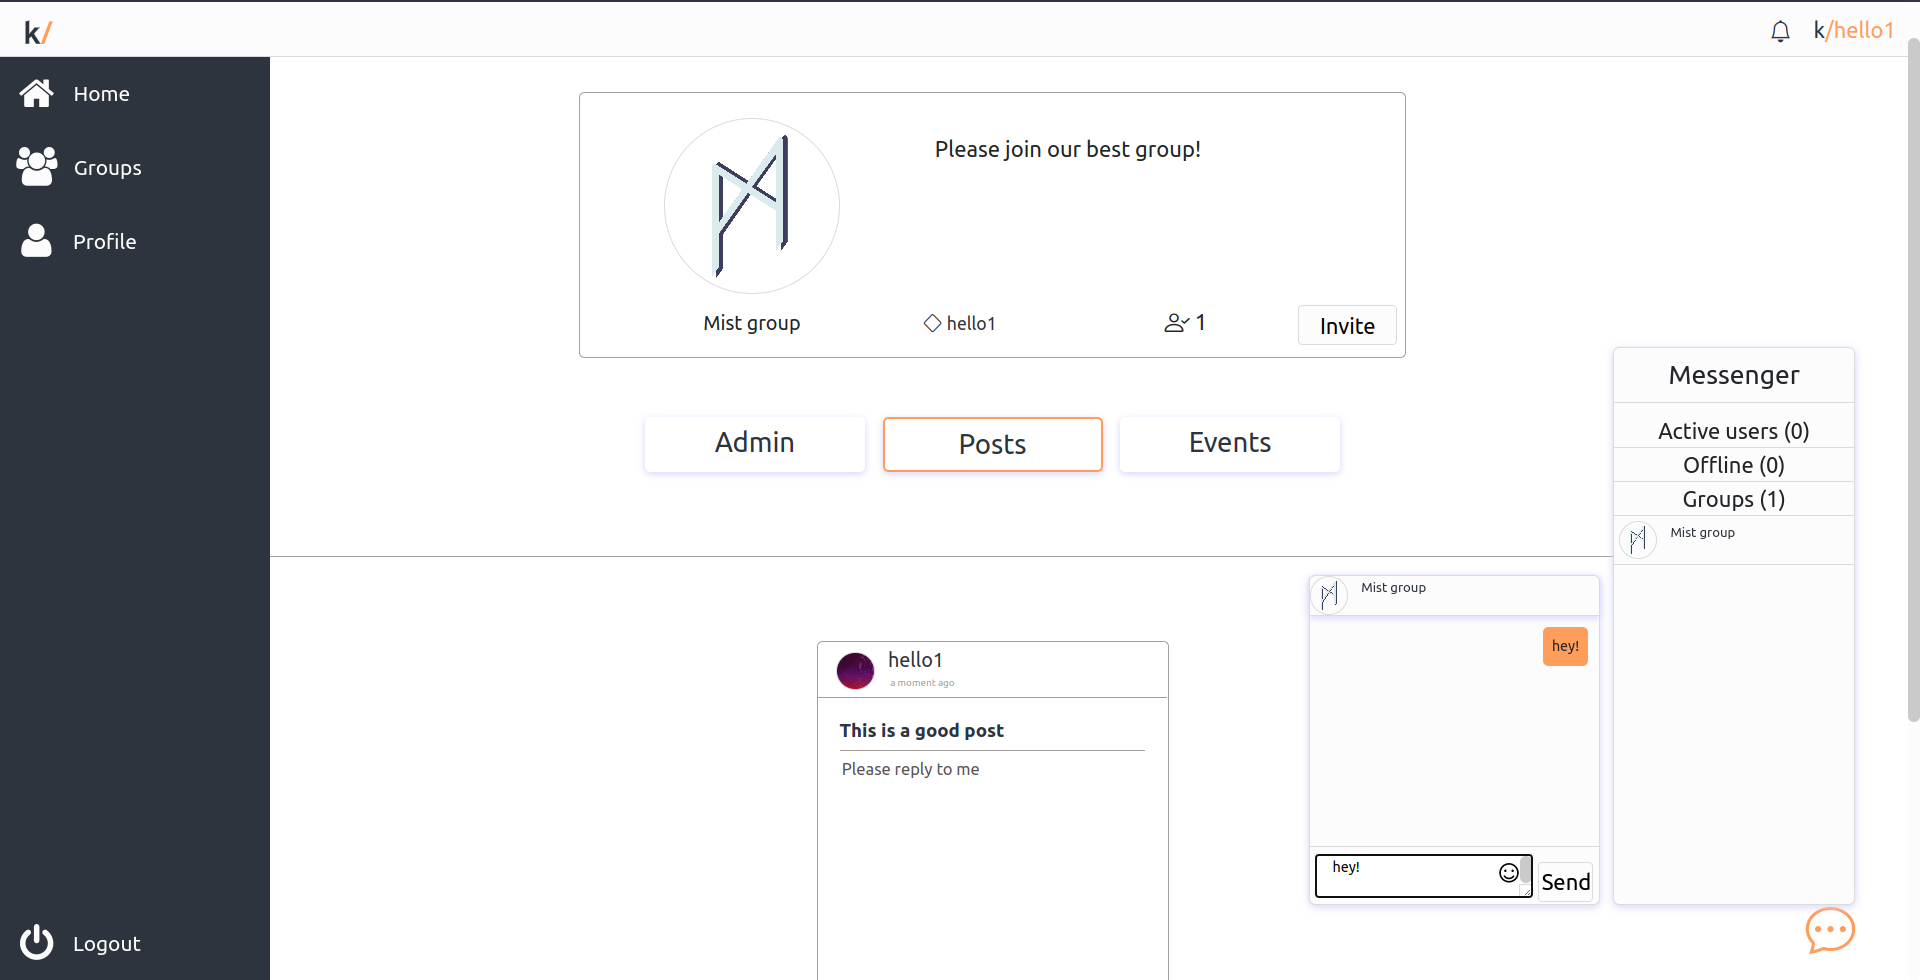 k/
k/hello1
Home
Groups
Profile
Logout
Please join our best group!
Mist group
hello1
1
Invite
Admin
Posts
Events
hello1
a moment ago
This is a good post
Please reply to me
Mist group
hey!
hey!
Send
Messenger
Active users (0)
Offline (0)
Groups (1)
Mist group